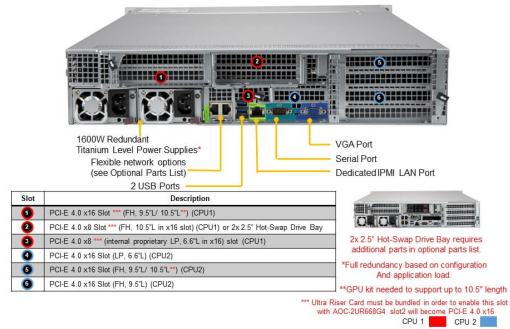 1
2
3
4
5
6
1600W Redundant
Titanium Level Power Supplies*
Flexible network options
(see Optional Parts List)
2 USB Ports
VGA Port
Serial Port
Dedicated IPMI LAN Port
Slot Description
1 PCI-E 4.0 x16 Slot *** (FH, 9.5"L/ 10.5"L**) (CPU1)
2 PCI-E 4.0 x8 Slot *** (FH, 10.5"L in x16 slot) (CPU1) or 2x 2.5" Hot-Swap Drive Bay
3 PCI-E 4.0 x8 *** (internal proprietary LP, 6.6"L in x16) slot (CPU1)
4 PCI-E 4.0 x16 Slot (LP, 6.6"L) (CPU2)
5 PCI-E 4.0 x16 Slot (FH, 9.5"L/ 10.5"L**) (CPU2)
6 PCI-E 4.0 x16 Slot (FH, 9.5"L) (CPU2)
2x 2.5" Hot-Swap Drive Bay requires
additional parts in optional parts list.
*Full redundancy based on configuration
And application load.
**GPU kit needed to support up to 10.5" length
*** Ultra Riser Card must be bundled in order to enable this slot
with AOC-2UR668G4 slot2 will become PCI-E 4.0 x16
CPU 1 CPU 2